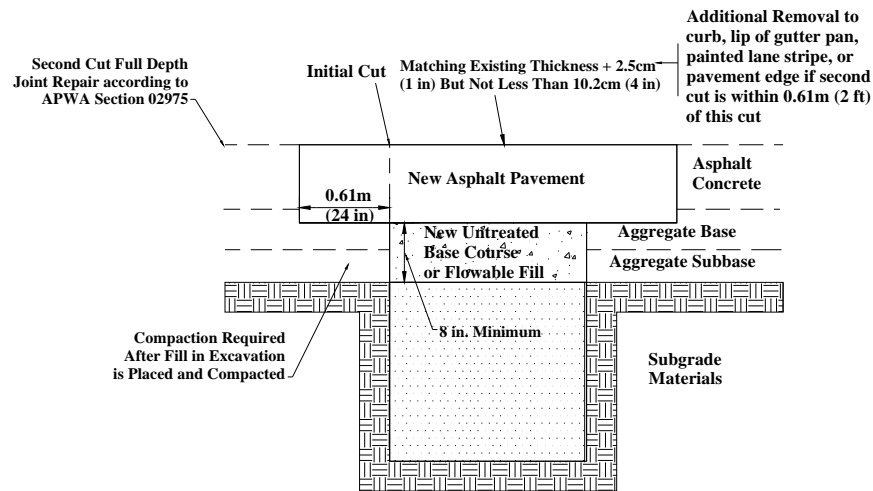 Additional Removal to
curb, lip of gutter pan,
painted lane stripe, or
pavement edge if second
cut is within 0.61m (2 ft)
of this cut
Second Cut Full Depth
Joint Repair according to
APWA Section 02975
Initial Cut
Matching Existing Thickness + 2.5cm
(1 in) But Not Less Than 10.2cm (4 in)
New Asphalt Pavement
Asphalt
Concrete
0.61m
(24 in)
New Untreated
Base Course
or Flowable Fill
Aggregate Base
Aggregate Subbase
8 in. Minimum
Compaction Required
After Fill in Excavation
is Placed and Compacted
Subgrade
Materials